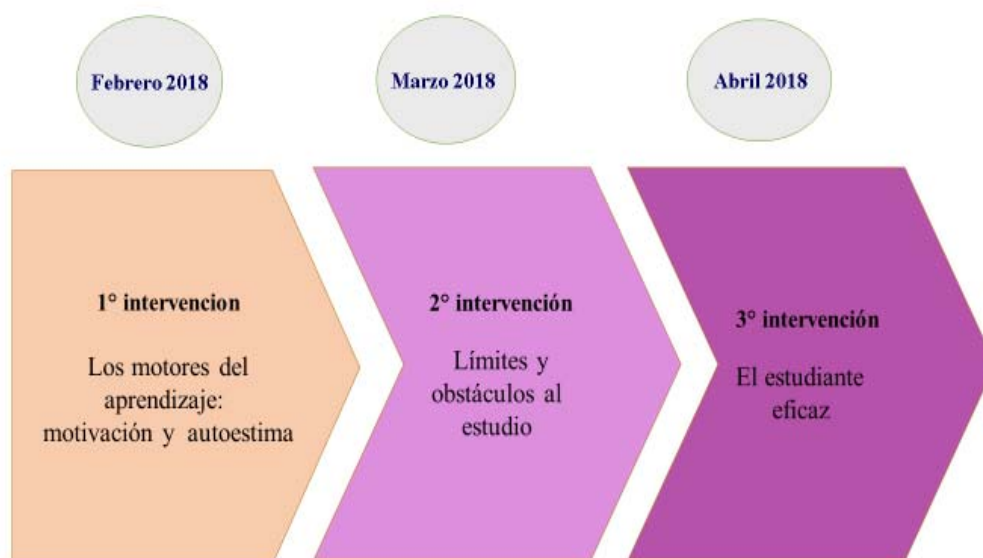 Febrero 2018
Marzo 2018
Abril 2018
1° intervencion
Los motores del
aprendizaje:
motivación y autoestima
2° intervención
Límites y
obstáculos al
estudio
3° intervención
El estudiante
eficaz